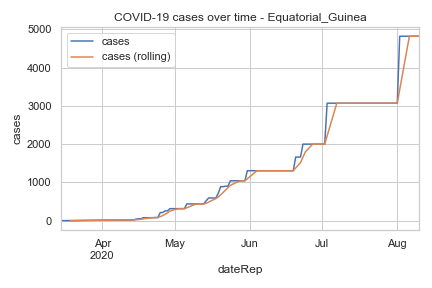 COVID-19 cases over time - Equatorial_Guinea
cases
cases (rolling)
5000
4000
3000
2000
1000
0
cases
Apr
2020
May
Jun
Jul
Aug
dateRep